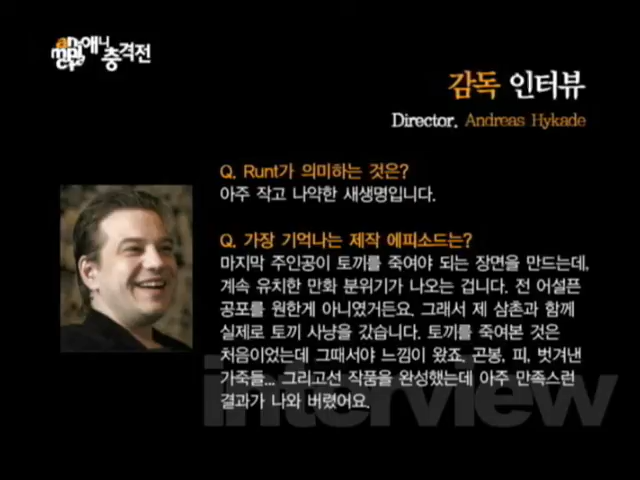 애니
충격전
감독 인터뷰
Director. Andreas Hykade
Q. Runt가 의미하는 것은?
아주 작고 나약한 새생명입니다.
Q. 가장 기억나는 제작 에피소드는?
마지막 주인공이 토끼를 죽여야 되는 장면을 만드는데,
계속 유치한 만화 분위기가 나오는 겁니다. 전 어설픈
공포를 원한게 아니였거든요. 그래서 제 삼촌과 함께
실제로 토끼 사냥을 갔습니다. 토끼를 죽여본 것은
처음이었는데 그때서야 느낌이 왔죠. 곤봉, 피, 벗겨낸
가죽들... 그리고선 작품을 완성했는데 아주 만족스런
결과가 나와 버렸어요.
interview